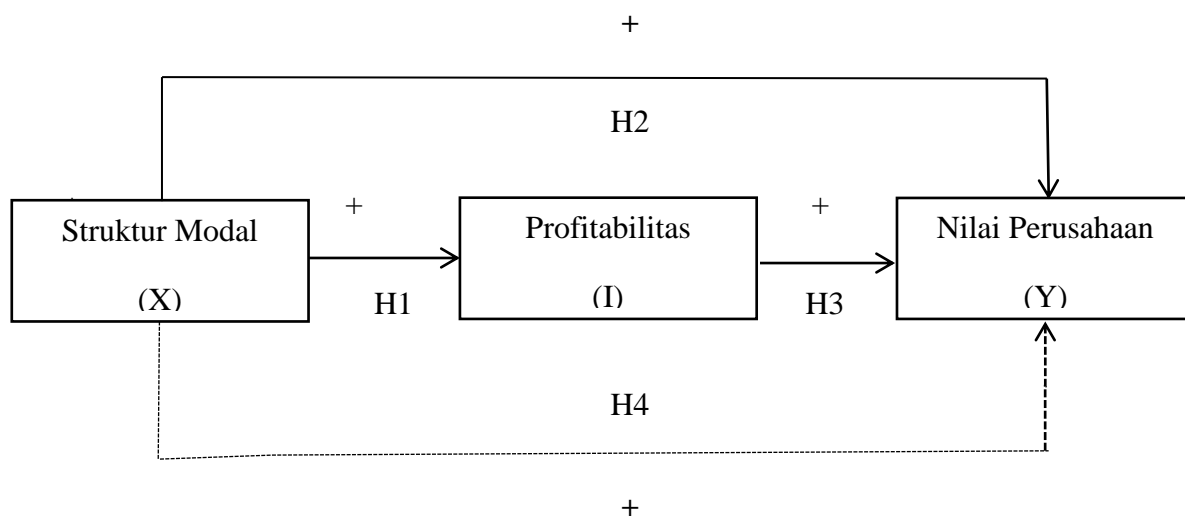 +
H2
Struktur Modal
(X)
+
H1
Profitabilitas
(I)
+
H3
Nilai Perusahaan
(Y)
H4
+